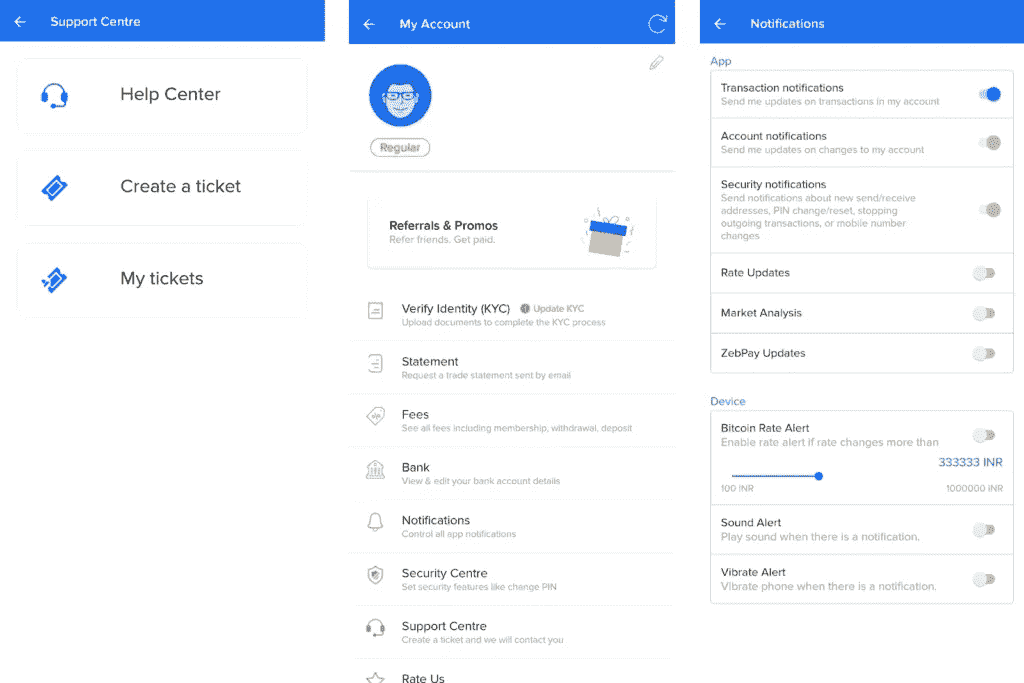 Support Centre
Help Center
Create a ticket
My tickets
My Account
Regular
Referrals & Promos
Refer friends. Get paid.
Verify Identity (KYC) Update KYC
Upload documents to complete the KYC process
Statement
Request a trade statement sent by email
Fees
See all fees including membership, withdrawal, deposit
Bank
View & edit your bank account details
Notifications
Control all app notifications
Security Centre
Set security features like change PIN
Support Centre
Create a ticket and we will contact you
Rate Us
Notifications
App
Transaction notifications
Send me updates on transactions in my account
Account notifications
Send me updates on changes to my account
Security notifications
Send notifications about new send/receive
addresses, PIN change/reset, stopping
outgoing transactions, or mobile number
changes
Rate Updates
Market Analysis
ZebPay Updates
Device
Bitcoin Rate Alert
Enable rate alert if rate changes more than
333333 INR
100 INR 1000000 INR
Sound Alert
Play sound when there is a notification.
Vibrate Alert
Vibrate phone when there is a notification.